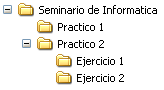 Seminario de Informatica
Practico 1
Practico 2
Ejercicio 1
Ejercicio 2